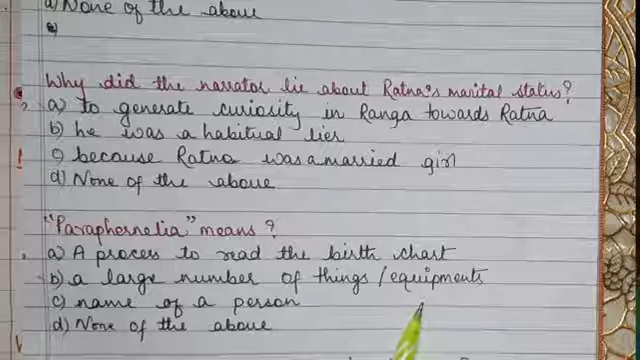 d) None of the above
e)
Why did the narrator lie about Ratna's marital status?
a) to generate curiosity in Ranga towards Ratna
b) he was a habitual lier
c) because Ratna was a married girl
d) None of the above
"Paraphernelia" means?
a) A process to read the birth chart
b) a large number of things/equipments
c) name of a person
d) None of the above